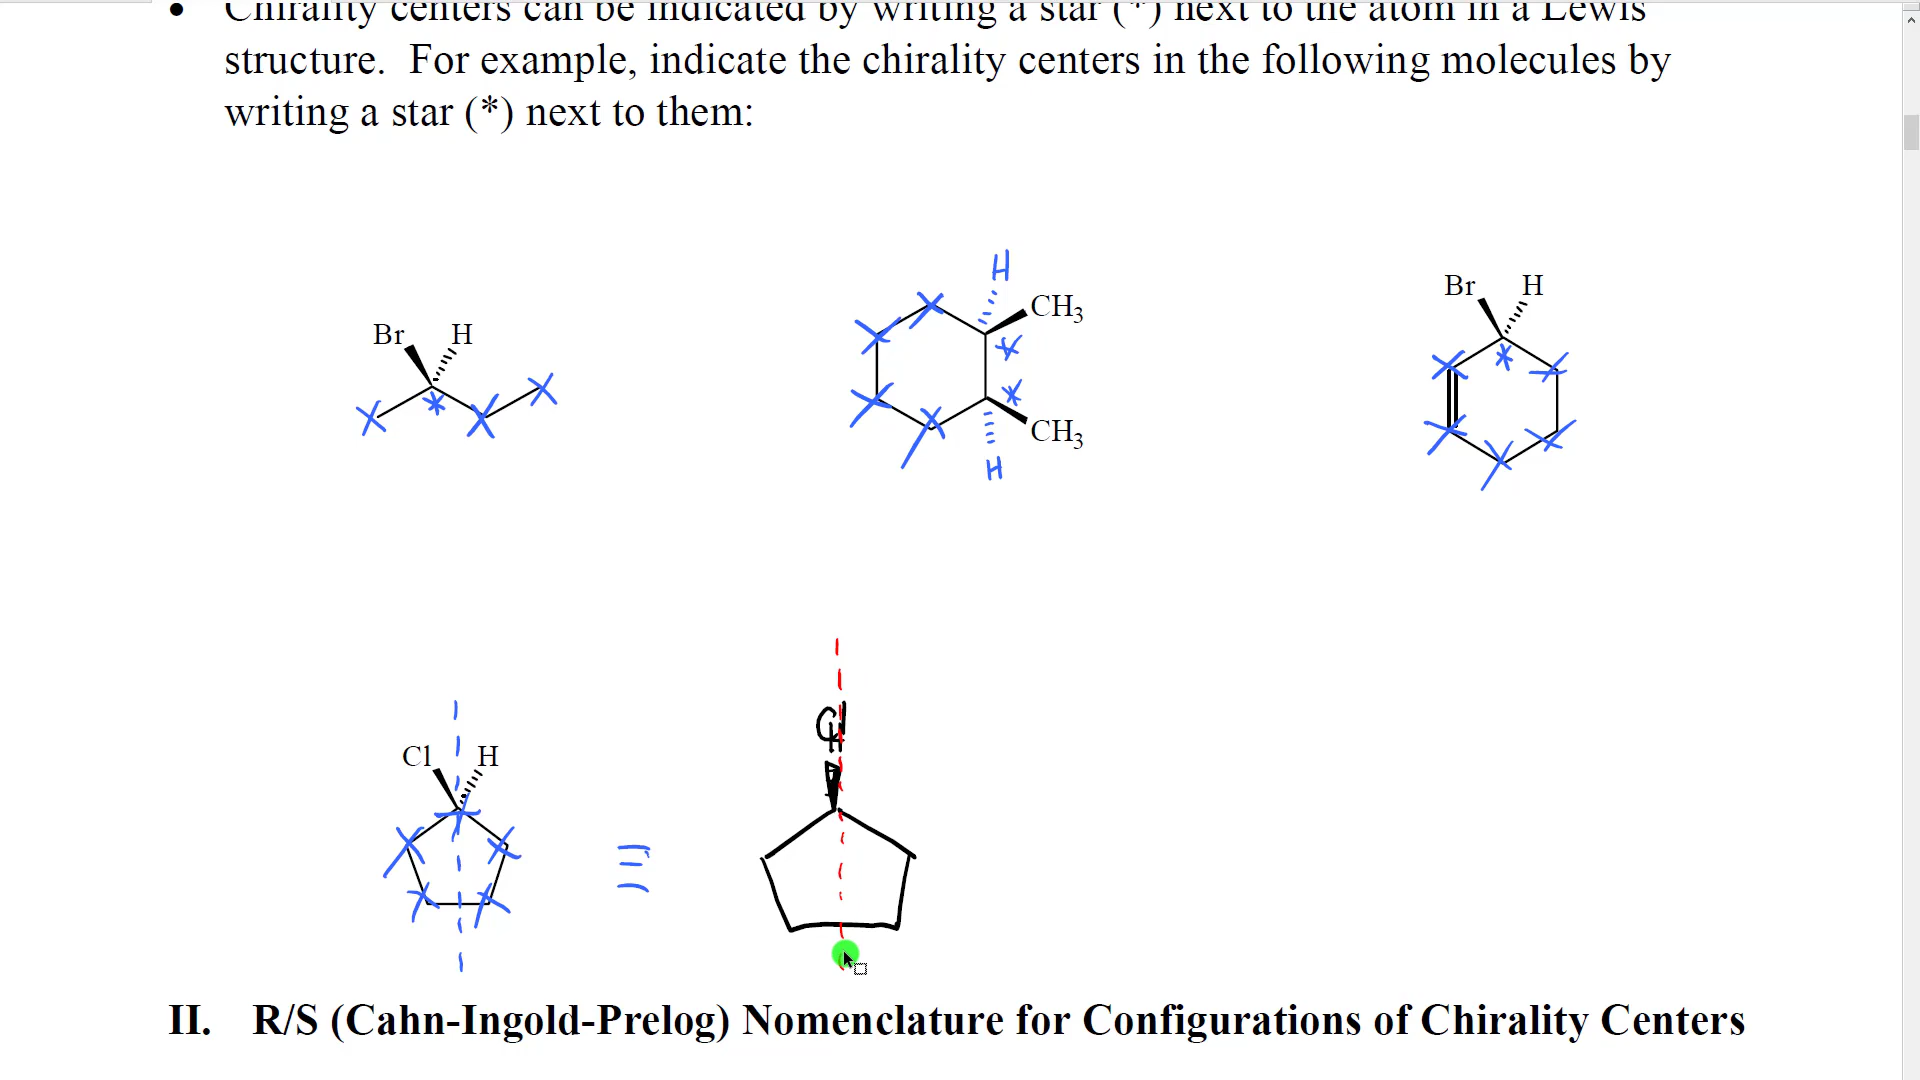 • Chirality centers can be indicated by writing a star (*) next to the atom in a Lewis
structure. For example, indicate the chirality centers in the following molecules by
writing a star (*) next to them:
H
Br H
CH₃
Br H
*
*
*
*
CH₃
H
Cl
H
Cl H
≡
II. R/S (Cahn-Ingold-Prelog) Nomenclature for Configurations of Chirality Centers